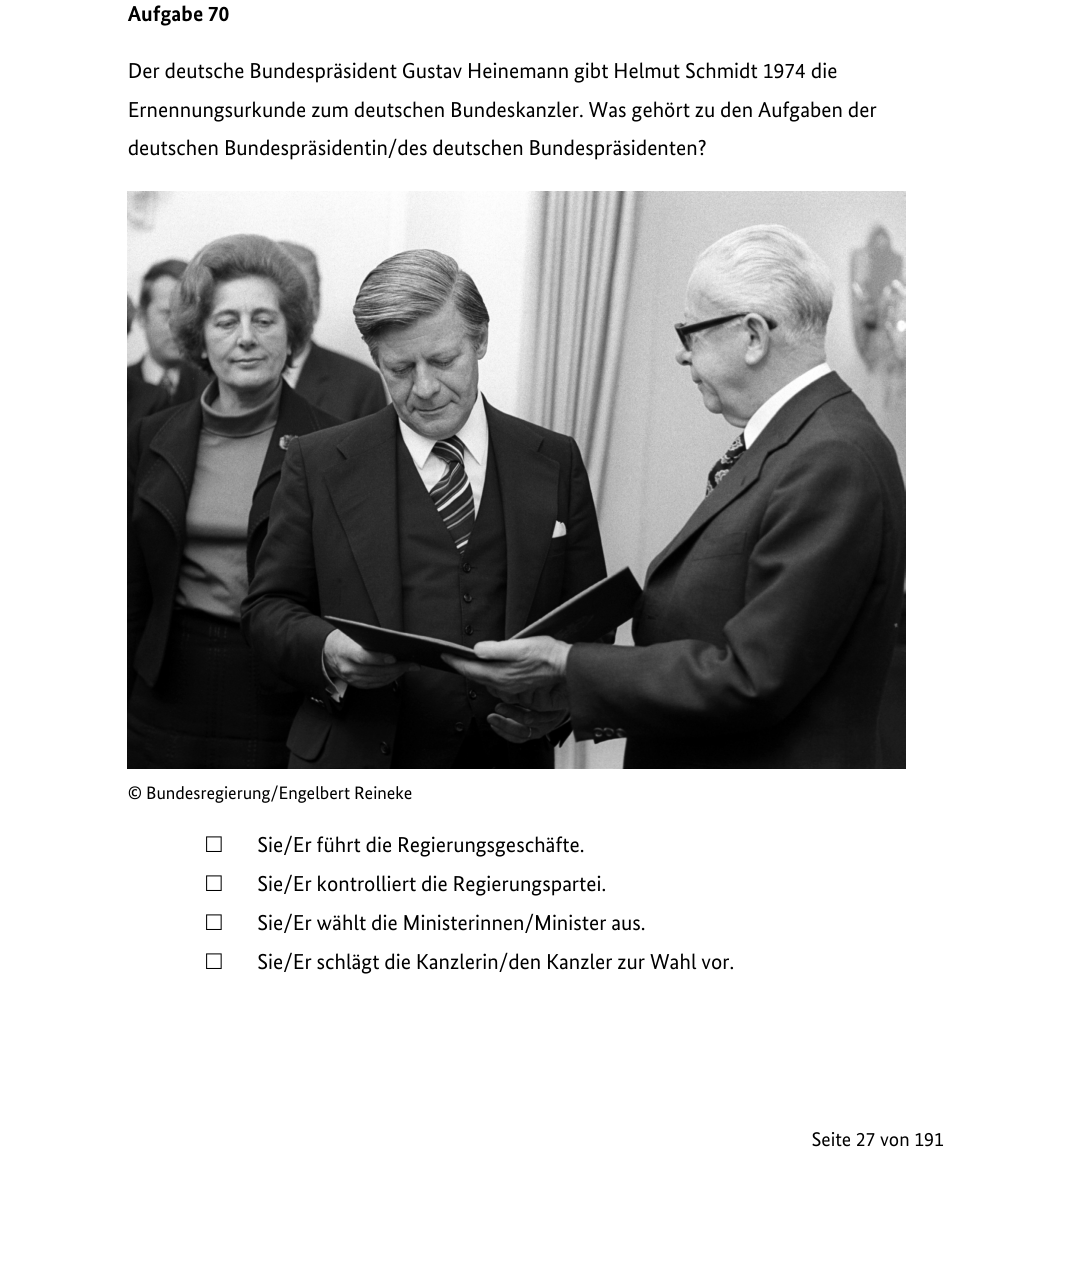 Aufgabe 70
Der deutsche Bundespräsident Gustav Heinemann gibt Helmut Schmidt 1974 die
Ernennungsurkunde zum deutschen Bundeskanzler. Was gehört zu den Aufgaben der
deutschen Bundespräsidentin/des deutschen Bundespräsidenten?
© Bundesregierung/Engelbert Reineke
☐ Sie/Er führt die Regierungsgeschäfte.
☐ Sie/Er kontrolliert die Regierungspartei.
☐ Sie/Er wählt die Ministerinnen/Minister aus.
☐ Sie/Er schlägt die Kanzlerin/den Kanzler zur Wahl vor.
Seite 27 von 191